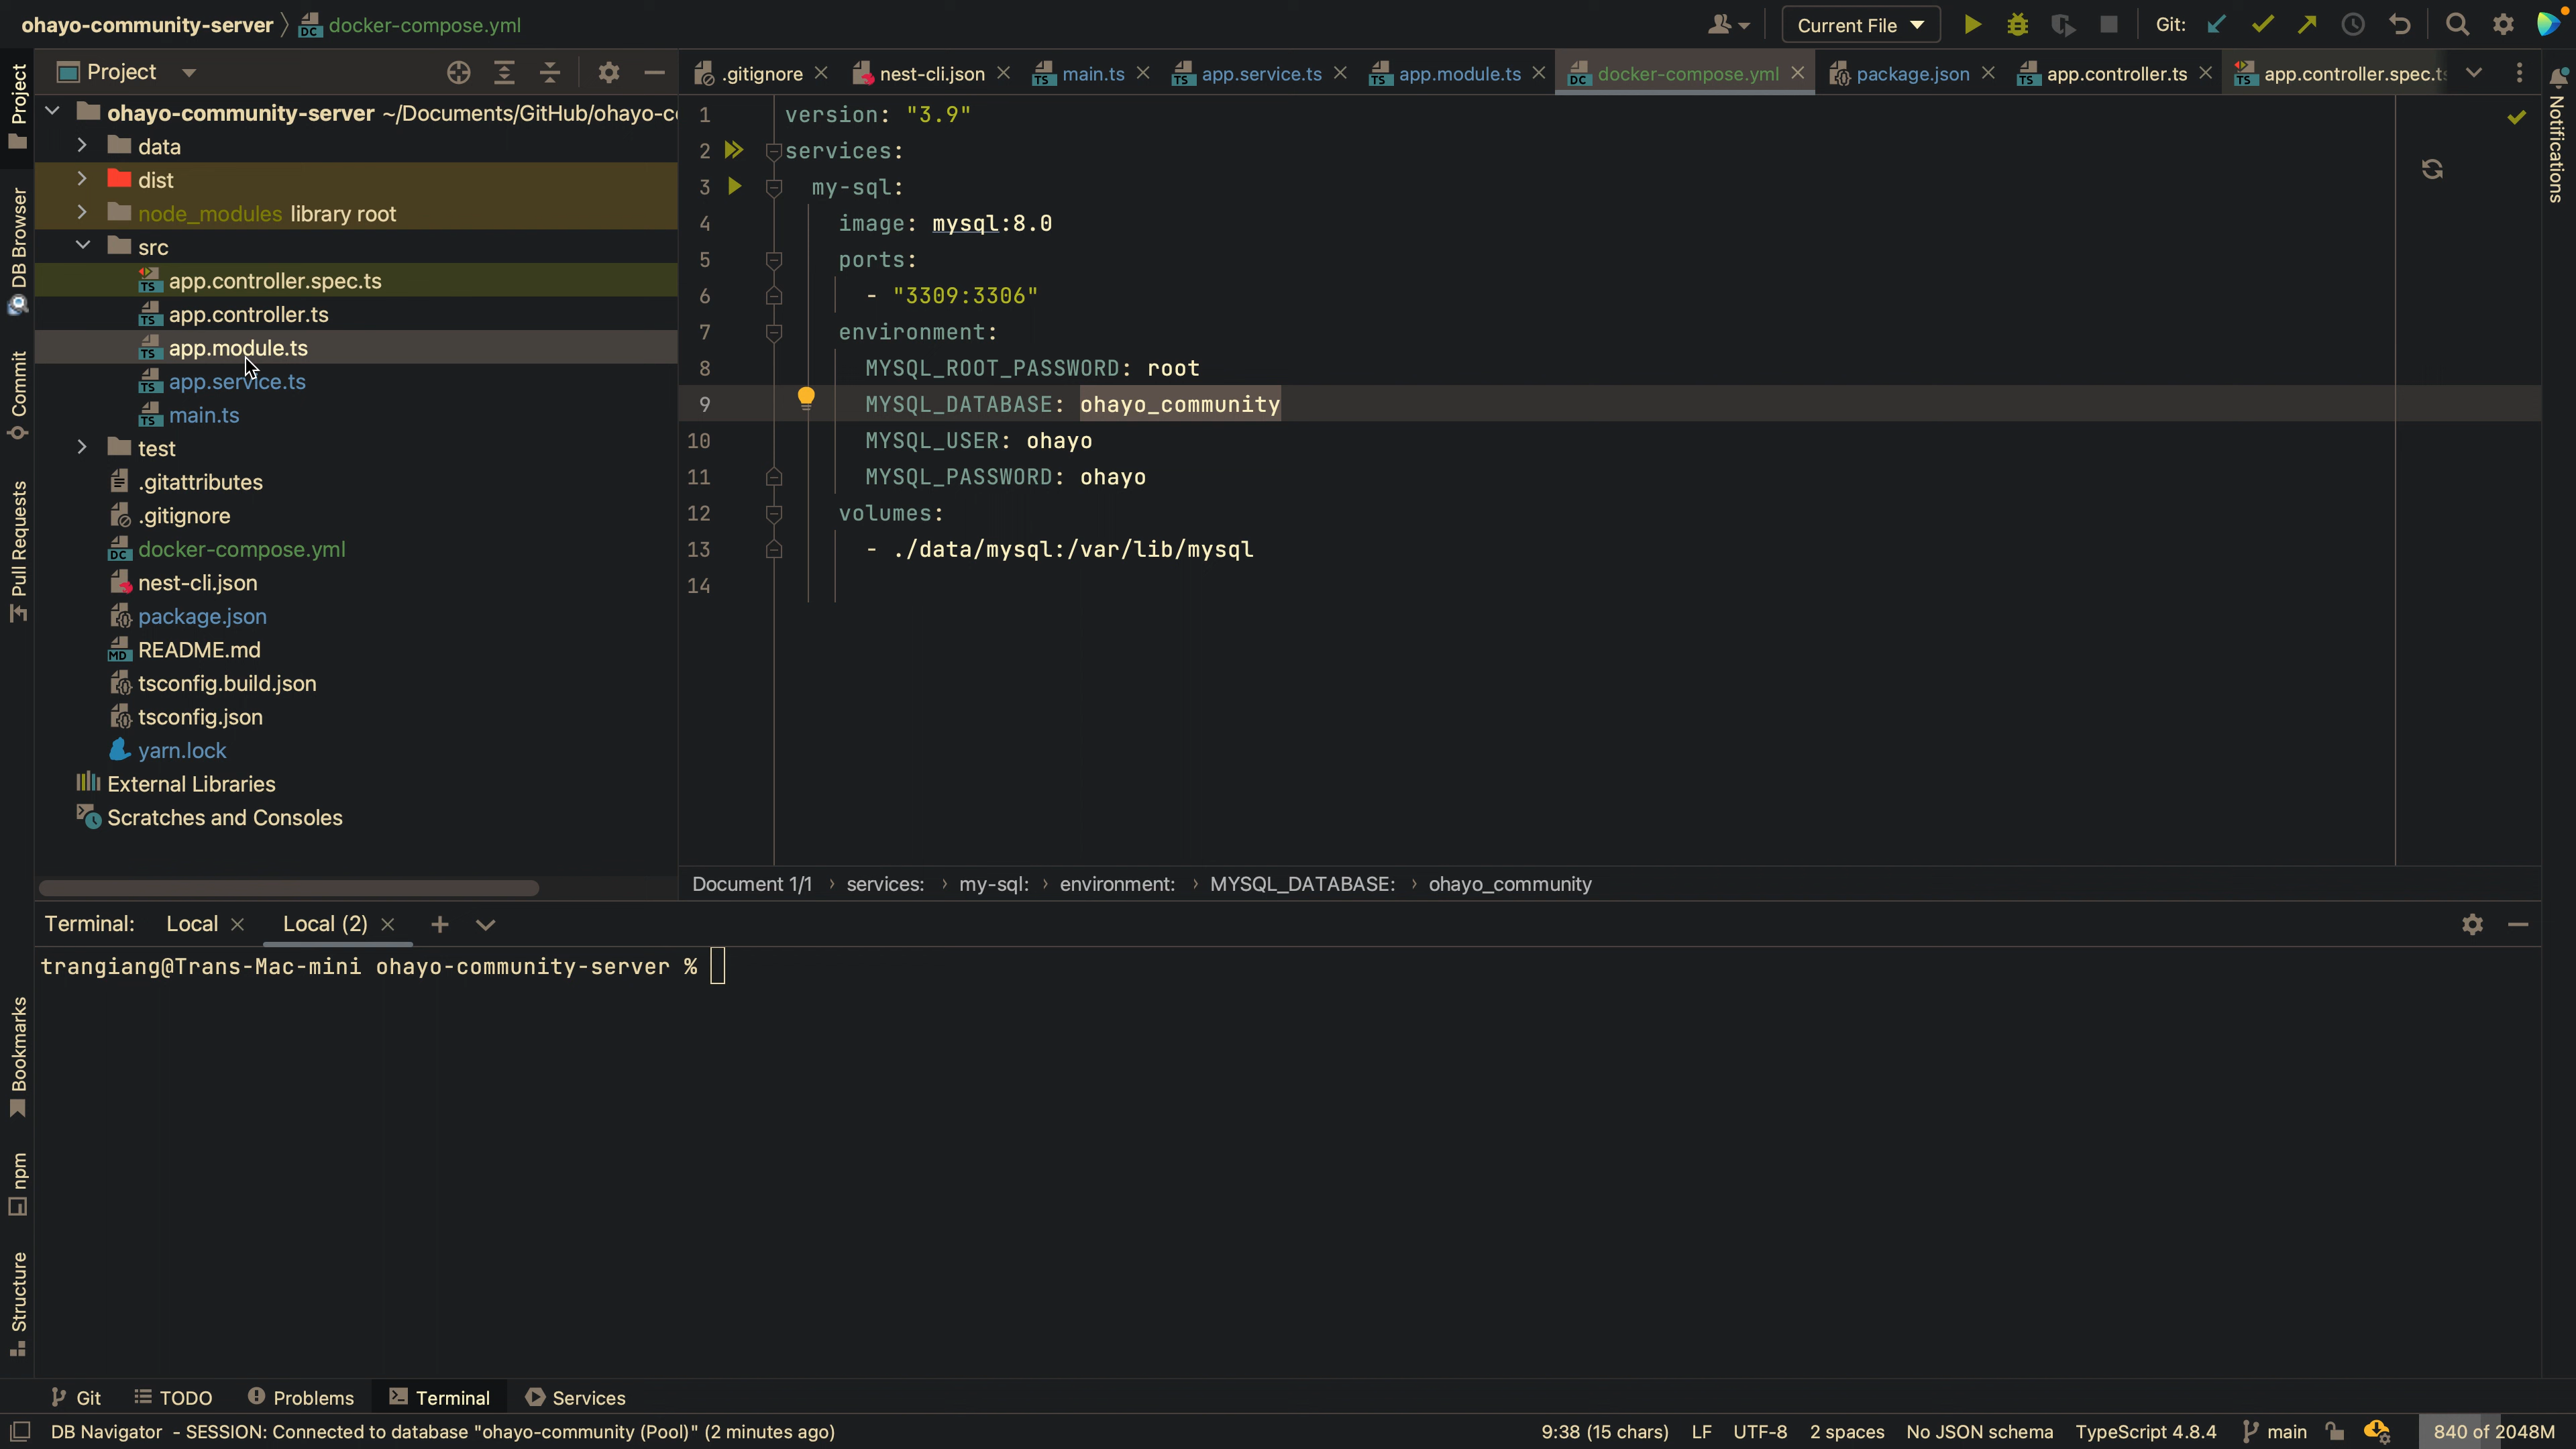 ohayo-community-server docker-compose.yml Current File Git:
Project
.gitignore nest-cli.json main.ts app.service.ts app.module.ts docker-compose.yml package.json app.controller.ts app.controller.spec.ts
ohayo-community-server ~/Documents/GitHub/ohayo-c
data
dist
node_modules library root
src
app.controller.spec.ts
app.controller.ts
app.module.ts
app.service.ts
main.ts
test
.gitattributes
.gitignore
docker-compose.yml
nest-cli.json
package.json
README.md
tsconfig.build.json
tsconfig.json
yarn.lock
External Libraries
Scratches and Consoles
1 version: "3.9"
2 services:
3 my-sql:
4 image: mysql:8.0
5 ports:
6 - "3309:3306"
7 environment:
8 MYSQL_ROOT_PASSWORD: root
9 MYSQL_DATABASE: ohayo_community
10 MYSQL_USER: ohayo
11 MYSQL_PASSWORD: ohayo
12 volumes:
13 - ./data/mysql:/var/lib/mysql
14
Document 1/1 › services: › my-sql: › environment: › MYSQL_DATABASE: › ohayo_community
Project
DB Browser
Commit
Pull Requests
Bookmarks
npm
Structure
Notifications
Terminal: Local Local (2)
trangiang@Trans-Mac-mini ohayo-community-server %
Git TODO Problems Terminal Services
DB Navigator - SESSION: Connected to database "ohayo-community (Pool)" (2 minutes ago) 9:38 (15 chars) LF UTF-8 2 spaces No JSON schema TypeScript 4.8.4 main 840 of 2048M